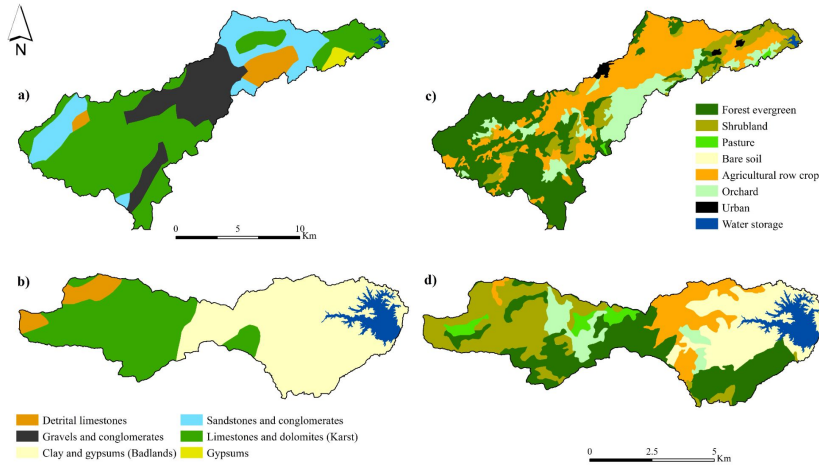 N
a)
c)
Forest evergreen
Shrubland
Pasture
Bare soil
Agricultural row crop
Orchard
Urban
Water storage
0 5 10
Km
b)
d)
Detrital limestones
Sandstones and conglomerates
Gravels and conglomerates
Limestones and dolomites (Karst)
Clay and gypsums (Badlands)
Gypsums
0 2.5 5
Km